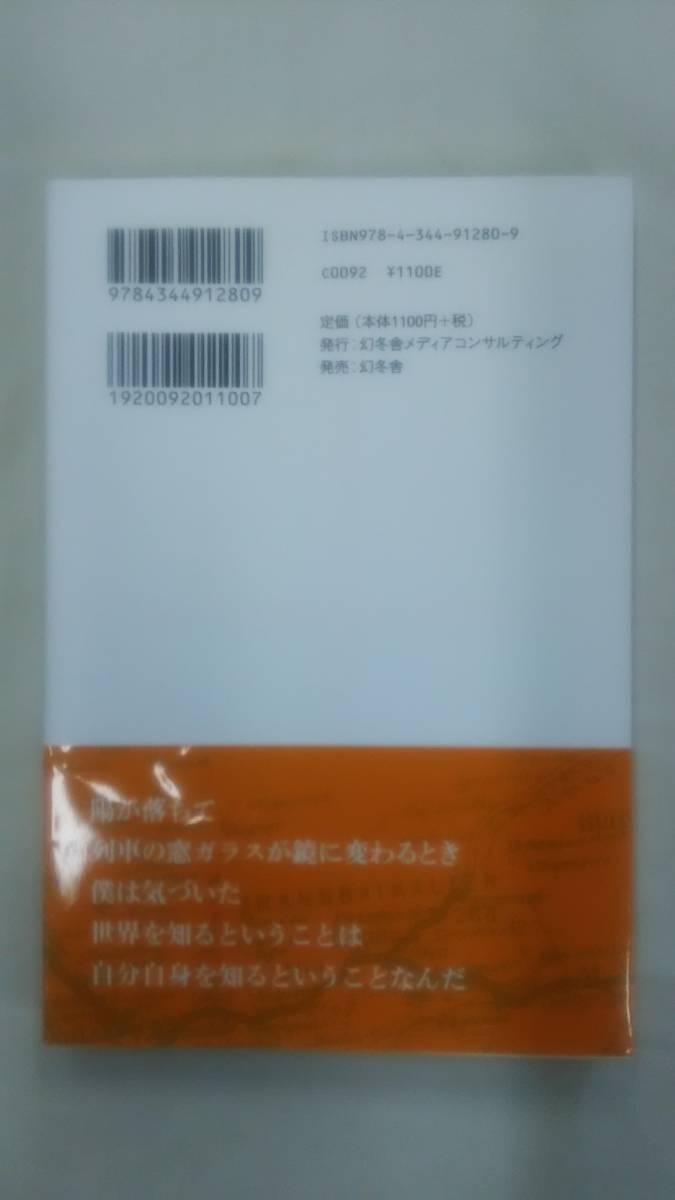 ISBN978-4-344-91280-9
9784344912809
C0092 ¥1100E
定価（本体1100円+税）
発行：幻冬舎メディアコンサルティング
発売：幻冬舎
1920092011007
陽が落ちて
列車の窓ガラスが鏡に変わるとき
僕は気づいた
世界を知るということは
自分自身を知るということなんだ